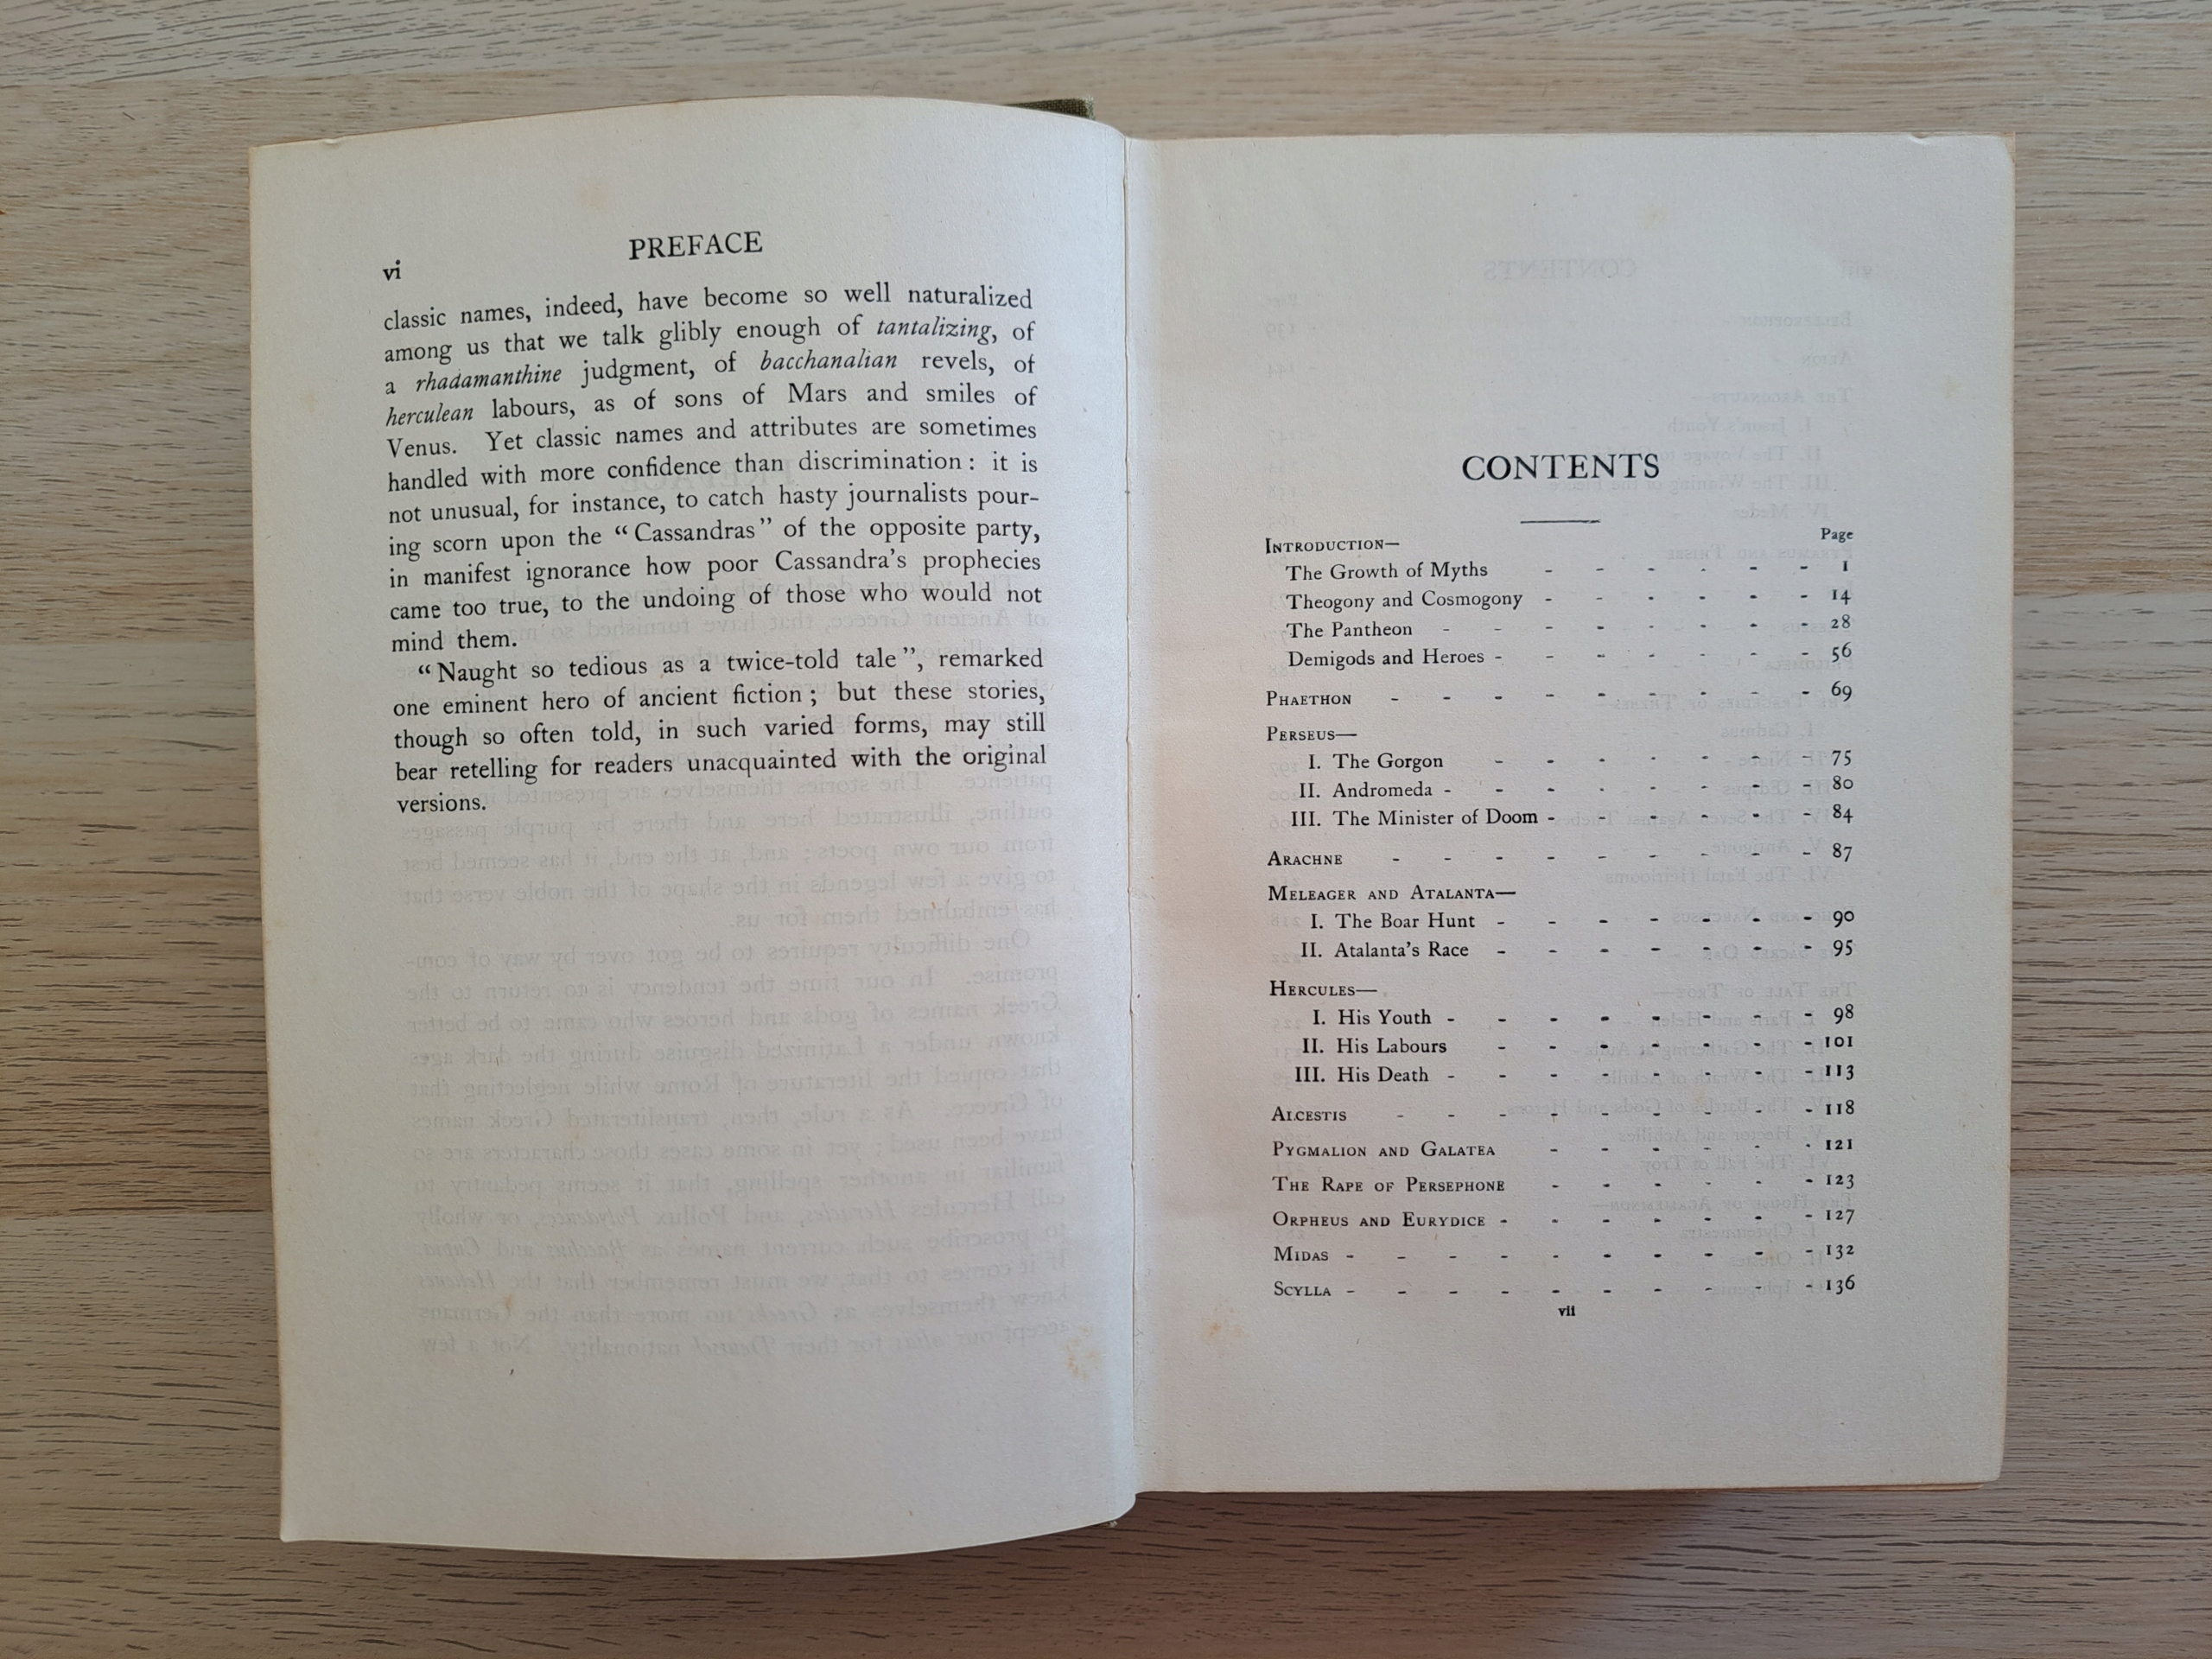 vi
PREFACE
classic names, indeed, have become so well naturalized
among us that we talk glibly enough of tantalizing, of
a rhadamanthine judgment, of bacchanalian revels, of
herculean labours, as of sons of Mars and smiles of
Venus. Yet classic names and attributes are sometimes
handled with more confidence than discrimination: it is
not unusual, for instance, to catch hasty journalists pour-
ing scorn upon the “Cassandras” of the opposite party,
in manifest ignorance how poor Cassandra’s prophecies
came too true, to the undoing of those who would not
mind them.
“Naught so tedious as a twice-told tale”, remarked
one eminent hero of ancient fiction; but these stories,
though so often told, in such varied forms, may still
bear retelling for readers unacquainted with the original
versions.
CONTENTS
Page
INTRODUCTION—
The Growth of Myths - - - - - - 1
Theogony and Cosmogony - - - - - - 14
The Pantheon - - - - - - - - 28
Demigods and Heroes - - - - - - - 56
PHAETHON - - - - - - - - - 69
PERSEUS—
I. The Gorgon - - - - - - - 75
II. Andromeda - - - - - - - - 80
III. The Minister of Doom - - - - - - 84
ARACHNE - - - - - - - - - 87
MELEAGER AND ATALANTA—
I. The Boar Hunt - - - - - - - 90
II. Atalanta’s Race - - - - - - - 95
HERCULES—
I. His Youth - - - - - - - - 98
II. His Labours - - - - - - - 101
III. His Death - - - - - - - - 113
ALCESTIS - - - - - - - - - 118
PYGMALION AND GALATEA - - - - - - 121
THE RAPE OF PERSEPHONE - - - - - - 123
ORPHEUS AND EURYDICE - - - - - - - 127
MIDAS - - - - - - - - - - 132
SCYLLA - - - - - - - - - - 136
vii